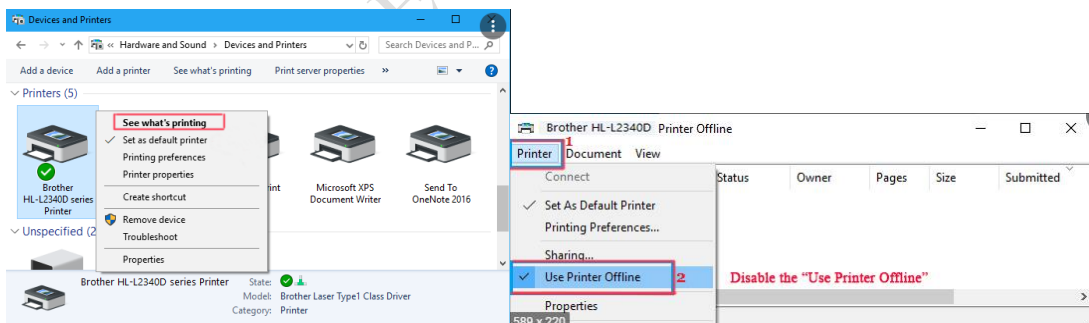 Devices and Printers
« Hardware and Sound > Devices and Printers
Search Devices and P...
Add a device Add a printer See what's printing Print server properties »
Printers (5)
See what's printing
Set as default printer
Printing preferences
Printer properties
Create shortcut
Remove device
Troubleshoot
Properties
Brother
HL-L2340D series
Printer
int
Microsoft XPS
Document Writer
Send To
OneNote 2016
Unspecified (2
Brother HL-L2340D series Printer State:
Model: Brother Laser Type1 Class Driver
Category: Printer
Brother HL-L2340D Printer Offline
1
Printer Document View
Connect
Status Owner Pages Size Submitted
Set As Default Printer
Printing Preferences...
Sharing...
Use Printer Offline 2 Disable the “Use Printer Offline”
Properties
589 x 220